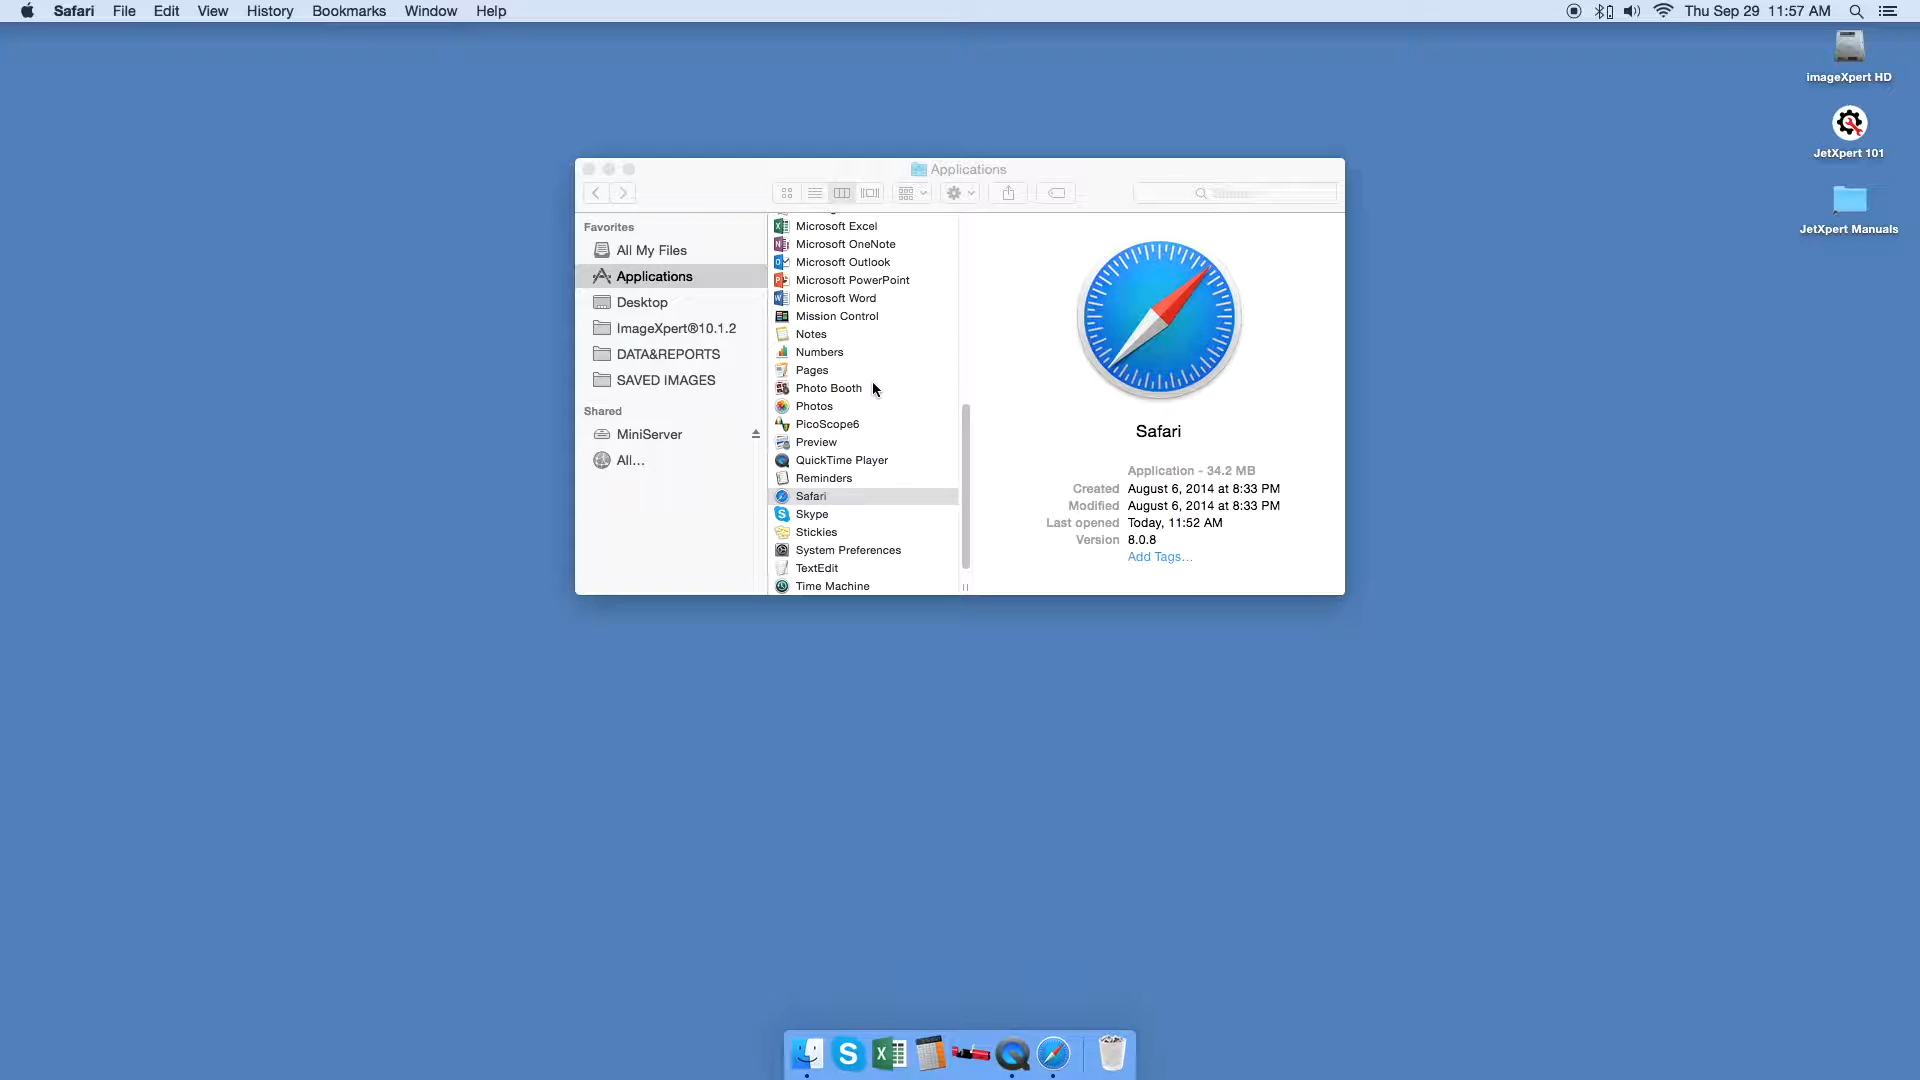 Safari File Edit View History Bookmarks Window Help Thu Sep 29 11:57 AM
imageXpert HD
JetXpert 101
JetXpert Manuals
Applications
Favorites
All My Files
Applications
Desktop
ImageXpert®10.1.2
DATA&REPORTS
SAVED IMAGES
Shared
MiniServer
All...
Microsoft Excel
Microsoft OneNote
Microsoft Outlook
Microsoft PowerPoint
Microsoft Word
Mission Control
Notes
Numbers
Pages
Photo Booth
Photos
PicoScope6
Preview
QuickTime Player
Reminders
Safari
Skype
Stickies
System Preferences
TextEdit
Time Machine
Safari
Application - 34.2 MB
Created August 6, 2014 at 8:33 PM
Modified August 6, 2014 at 8:33 PM
Last opened Today, 11:52 AM
Version 8.0.8
Add Tags...